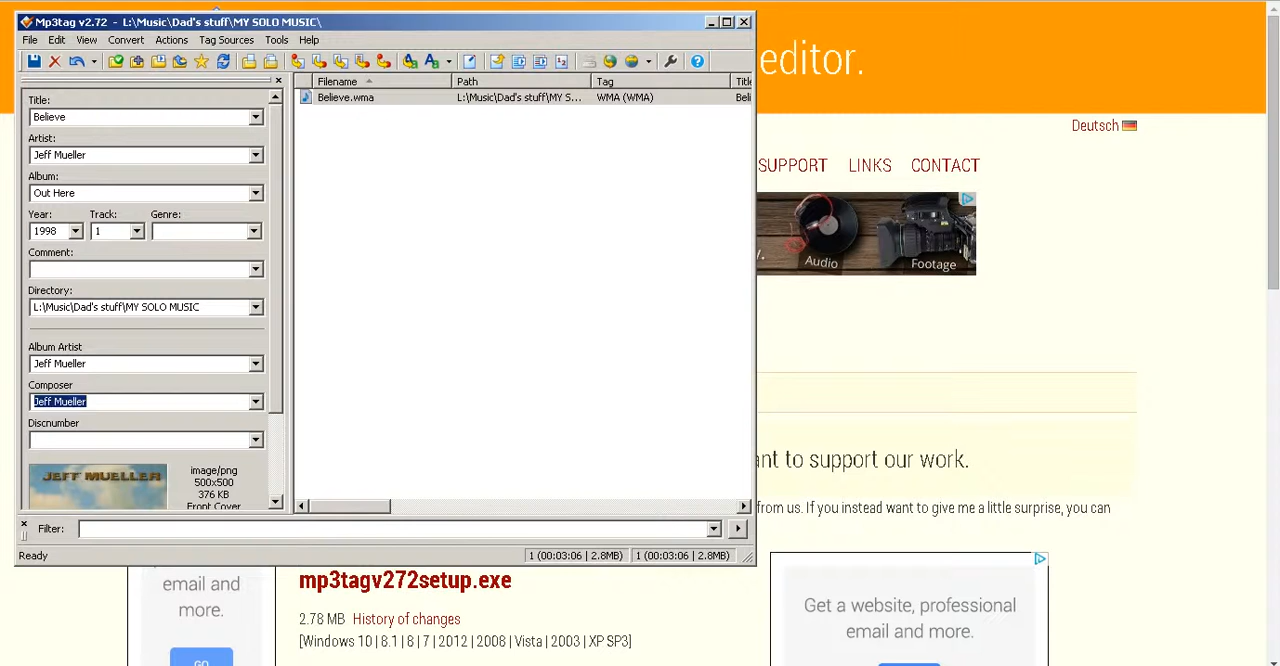 Mp3tag v2.72 - L:\Music\Dad's stuff\MY SOLO MUSIC\
File Edit View Convert Actions Tag Sources Tools Help
Title:
Believe
Artist:
Jeff Mueller
Album:
Out Here
Year: Track: Genre:
1998 1
Comment:
Directory:
L:\Music\Dad's stuff\MY SOLO MUSIC
Album Artist
Jeff Mueller
Composer
Jeff Mueller
Discnumber
JEFF MUELLER
image/png
500x500
376 KB
Front Cover
Filename Path Tag Title
Believe.wma L:\Music\Dad's stuff\MY S... WMA (WMA) Beli
Filter:
Ready 1 (00:03:06 | 2.8MB) 1 (00:03:06 | 2.8MB)
editor.
Deutsch
SUPPORT LINKS CONTACT
y.
Audio Footage
ant to support our work.
from us. If you instead want to give me a little surprise, you can
email and
more.
GO
mp3tagv272setup.exe
2.78 MB History of changes
[Windows 10 | 8.1 | 8 | 7 | 2012 | 2008 | Vista | 2003 | XP SP3]
Get a website, professional
email and more.